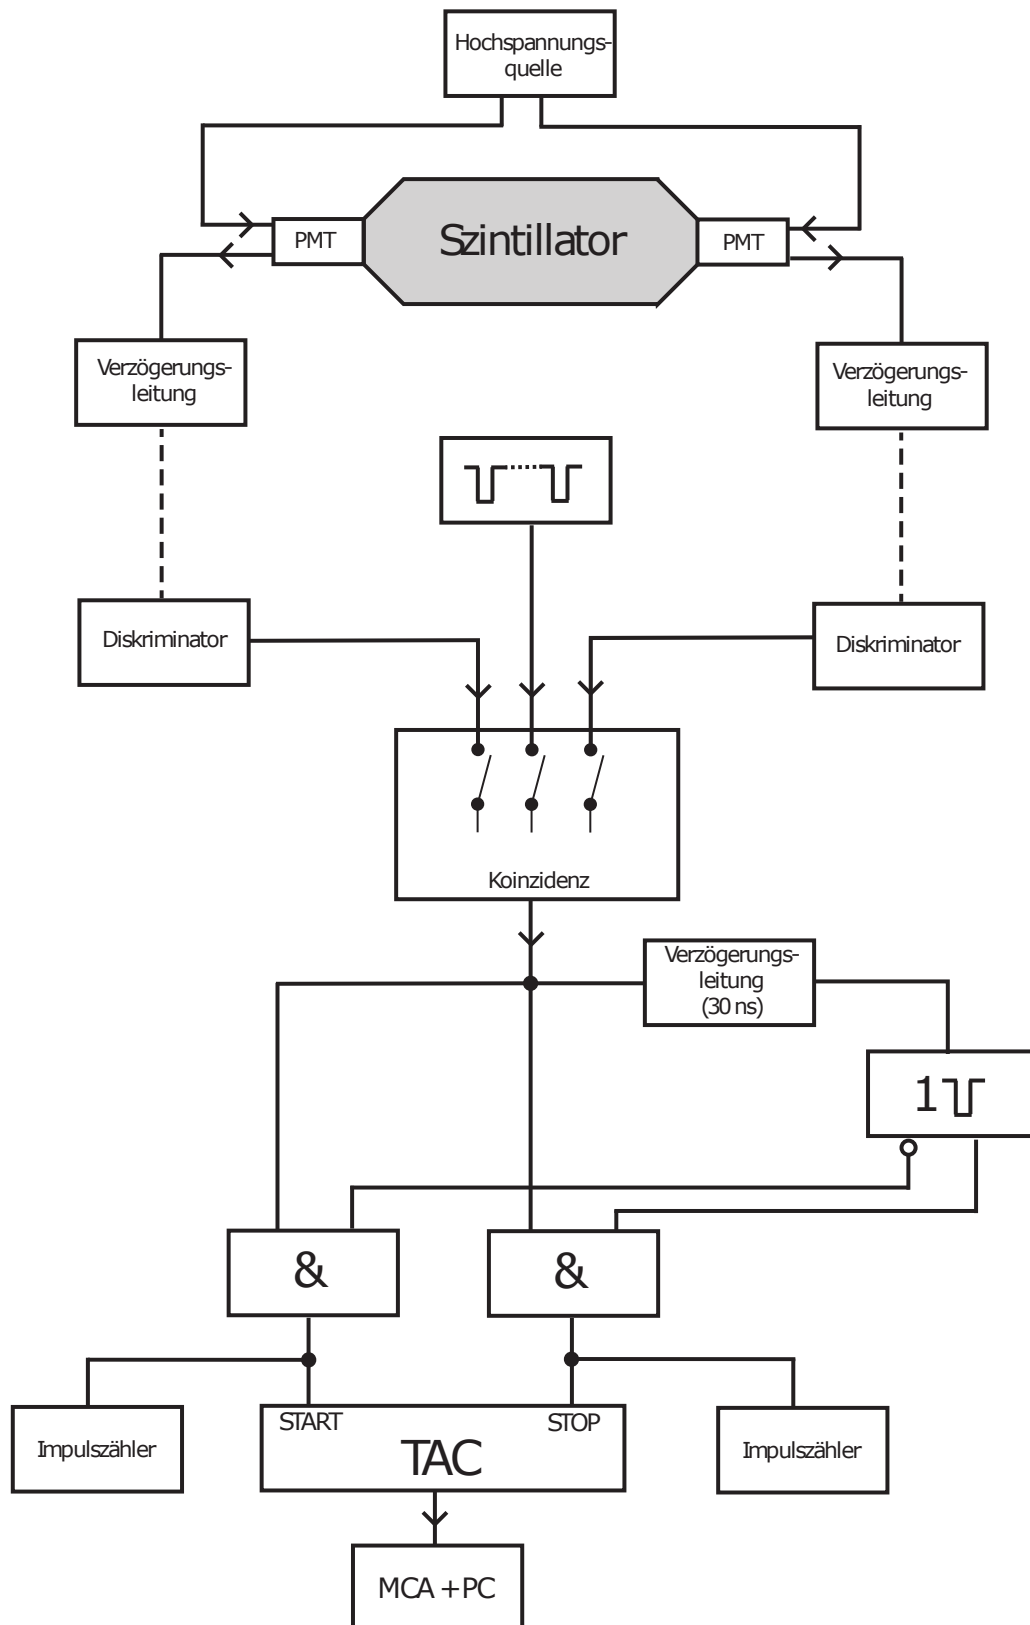 Hochspannungs-
quelle
PMT
Szintillator
PMT
Verzögerungs-
leitung
Verzögerungs-
leitung
Diskriminator
Diskriminator
Koinzidenz
Verzögerungs-
leitung
(30 ns)
1
&
&
START
STOP
TAC
Impulszähler
Impulszähler
MCA + PC